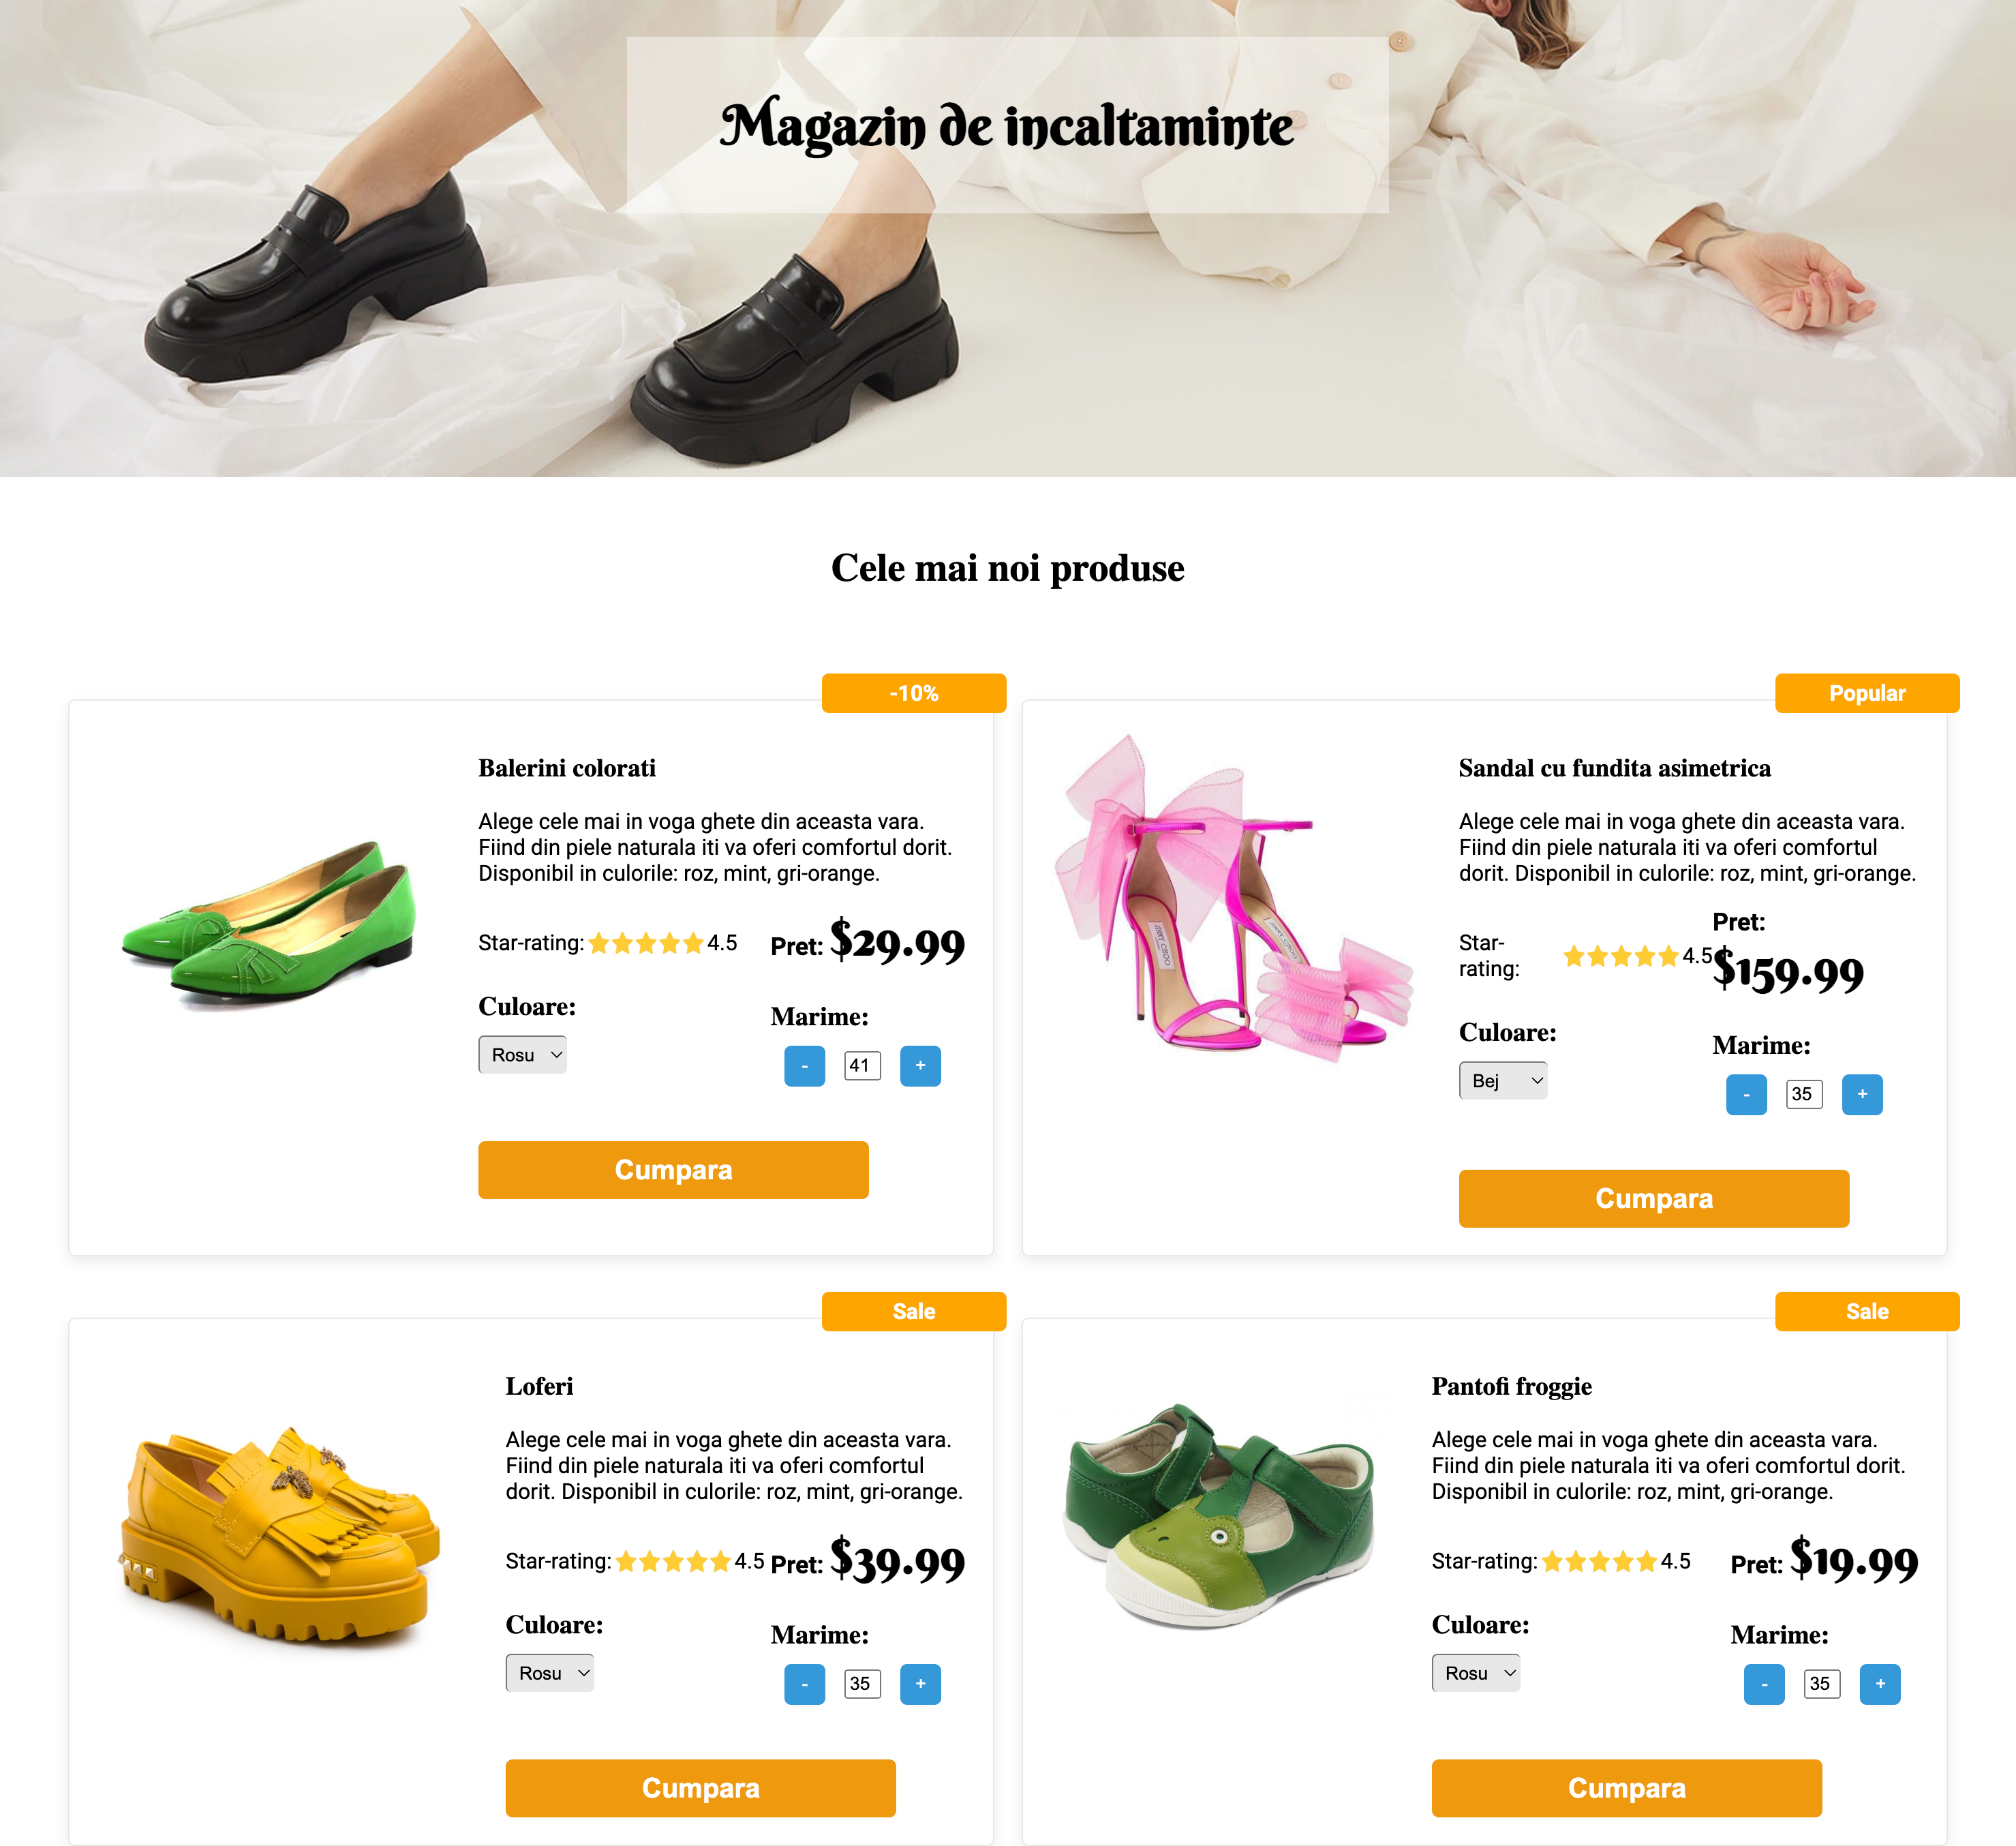 Magazin de incaltaminte
Cele mai noi produse
-10%
Balerini colorati
Alege cele mai in voga ghete din aceasta vara.
Fiind din piele naturala iti va oferi comfortul dorit.
Disponibil in culorile: roz, mint, gri-orange.
Star-rating: 4.5 Pret: $29.99
Culoare:
Marime:
Rosu
- 41 +
Cumpara
Popular
Sandal cu fundita asimetrica
Alege cele mai in voga ghete din aceasta vara.
Fiind din piele naturala iti va oferi comfortul
dorit. Disponibil in culorile: roz, mint, gri-orange.
Star-
rating: 4.5
Pret:
$159.99
Culoare:
Marime:
Bej
- 35 +
Cumpara
Sale
Loferi
Alege cele mai in voga ghete din aceasta vara.
Fiind din piele naturala iti va oferi comfortul
dorit. Disponibil in culorile: roz, mint, gri-orange.
Star-rating: 4.5 Pret: $39.99
Culoare:
Marime:
Rosu
- 35 +
Cumpara
Sale
Pantofi froggie
Alege cele mai in voga ghete din aceasta vara.
Fiind din piele naturala iti va oferi comfortul dorit.
Disponibil in culorile: roz, mint, gri-orange.
Star-rating: 4.5 Pret: $19.99
Culoare:
Marime:
Rosu
- 35 +
Cumpara